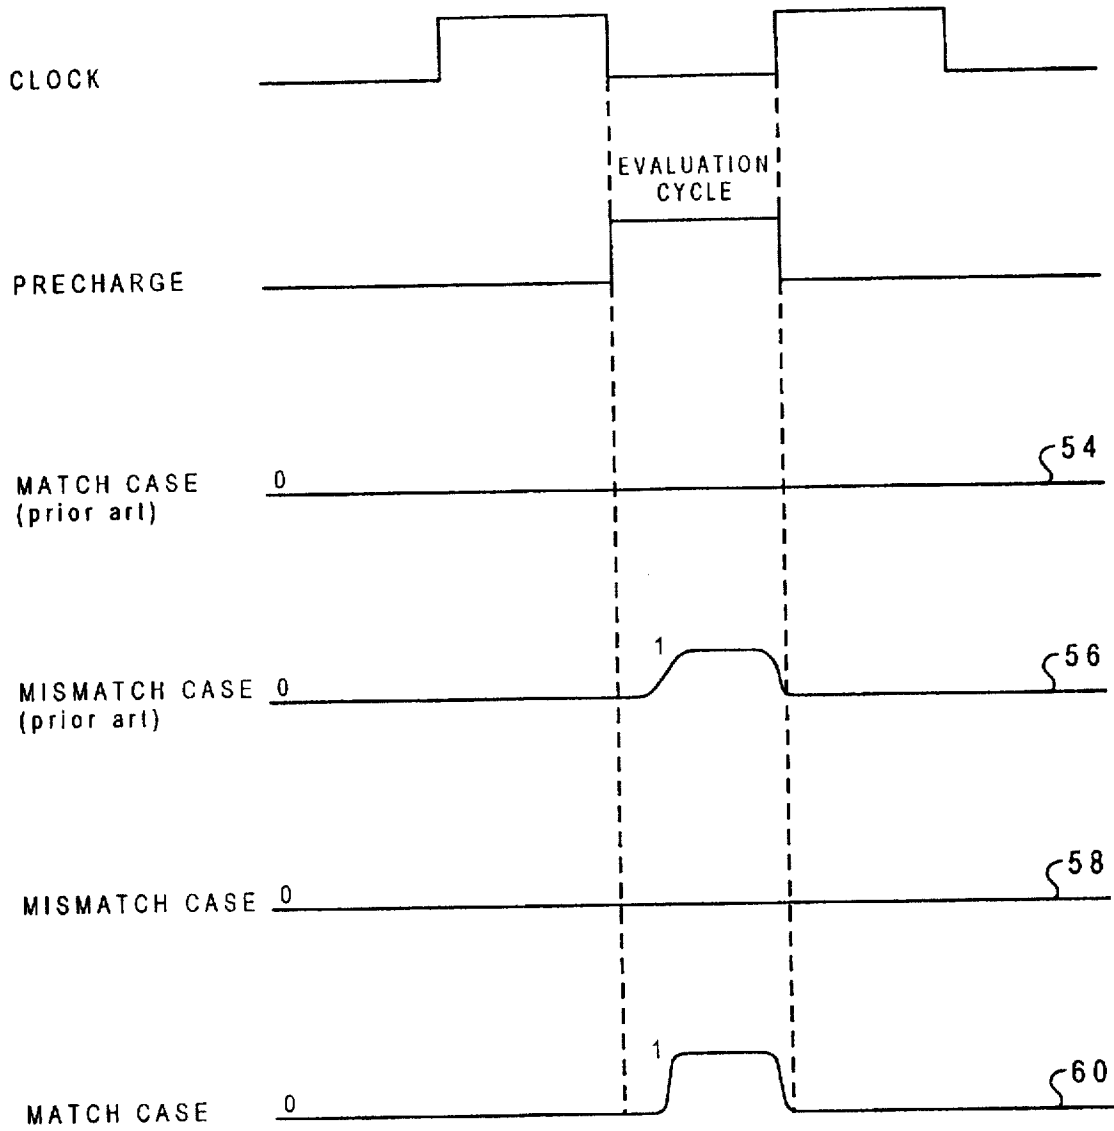 CLOCK
EVALUATION
CYCLE
PRECHARGE
MATCH CASE
(prior art)
0
54
MISMATCH CASE
(prior art)
0
1
56
MISMATCH CASE
0
58
MATCH CASE
0
1
60